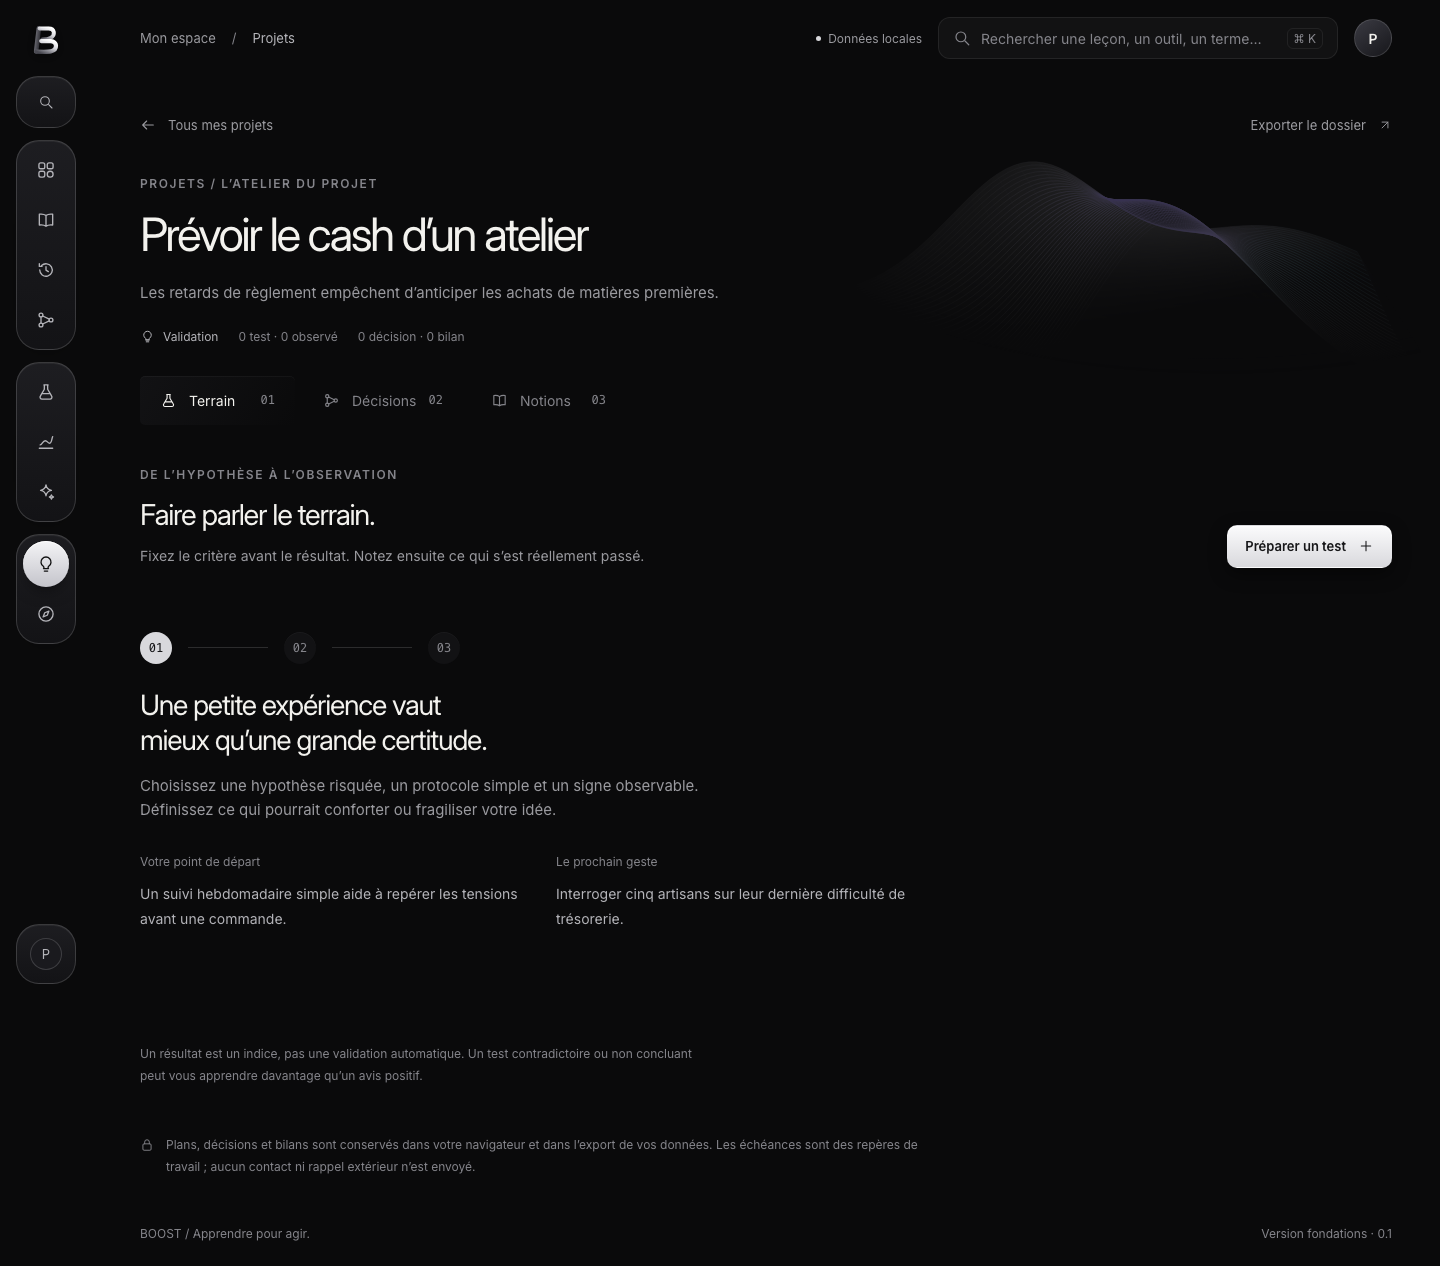 B
Mon espace / Projets
Données locales
Rechercher une leçon, un outil, un terme...
⌘ K
P
Tous mes projets
Exporter le dossier
PROJETS / L’ATELIER DU PROJET
Prévoir le cash d’un atelier
Les retards de règlement empêchent d’anticiper les achats de matières premières.
Validation 0 test · 0 observé 0 décision · 0 bilan
Terrain 01 Décisions 02 Notions 03
DE L’HYPOTHÈSE À L’OBSERVATION
Faire parler le terrain.
Fixez le critère avant le résultat. Notez ensuite ce qui s’est réellement passé.
Préparer un test
01 02 03
Une petite expérience vaut
mieux qu’une grande certitude.
Choisissez une hypothèse risquée, un protocole simple et un signe observable.
Définissez ce qui pourrait conforter ou fragiliser votre idée.
Votre point de départ
Un suivi hebdomadaire simple aide à repérer les tensions
avant une commande.
Le prochain geste
Interroger cinq artisans sur leur dernière difficulté de
trésorerie.
P
Un résultat est un indice, pas une validation automatique. Un test contradictoire ou non concluant
peut vous apprendre davantage qu’un avis positif.
Plans, décisions et bilans sont conservés dans votre navigateur et dans l’export de vos données. Les échéances sont des repères de
travail ; aucun contact ni rappel extérieur n’est envoyé.
BOOST / Apprendre pour agir.
Version fondations · 0.1